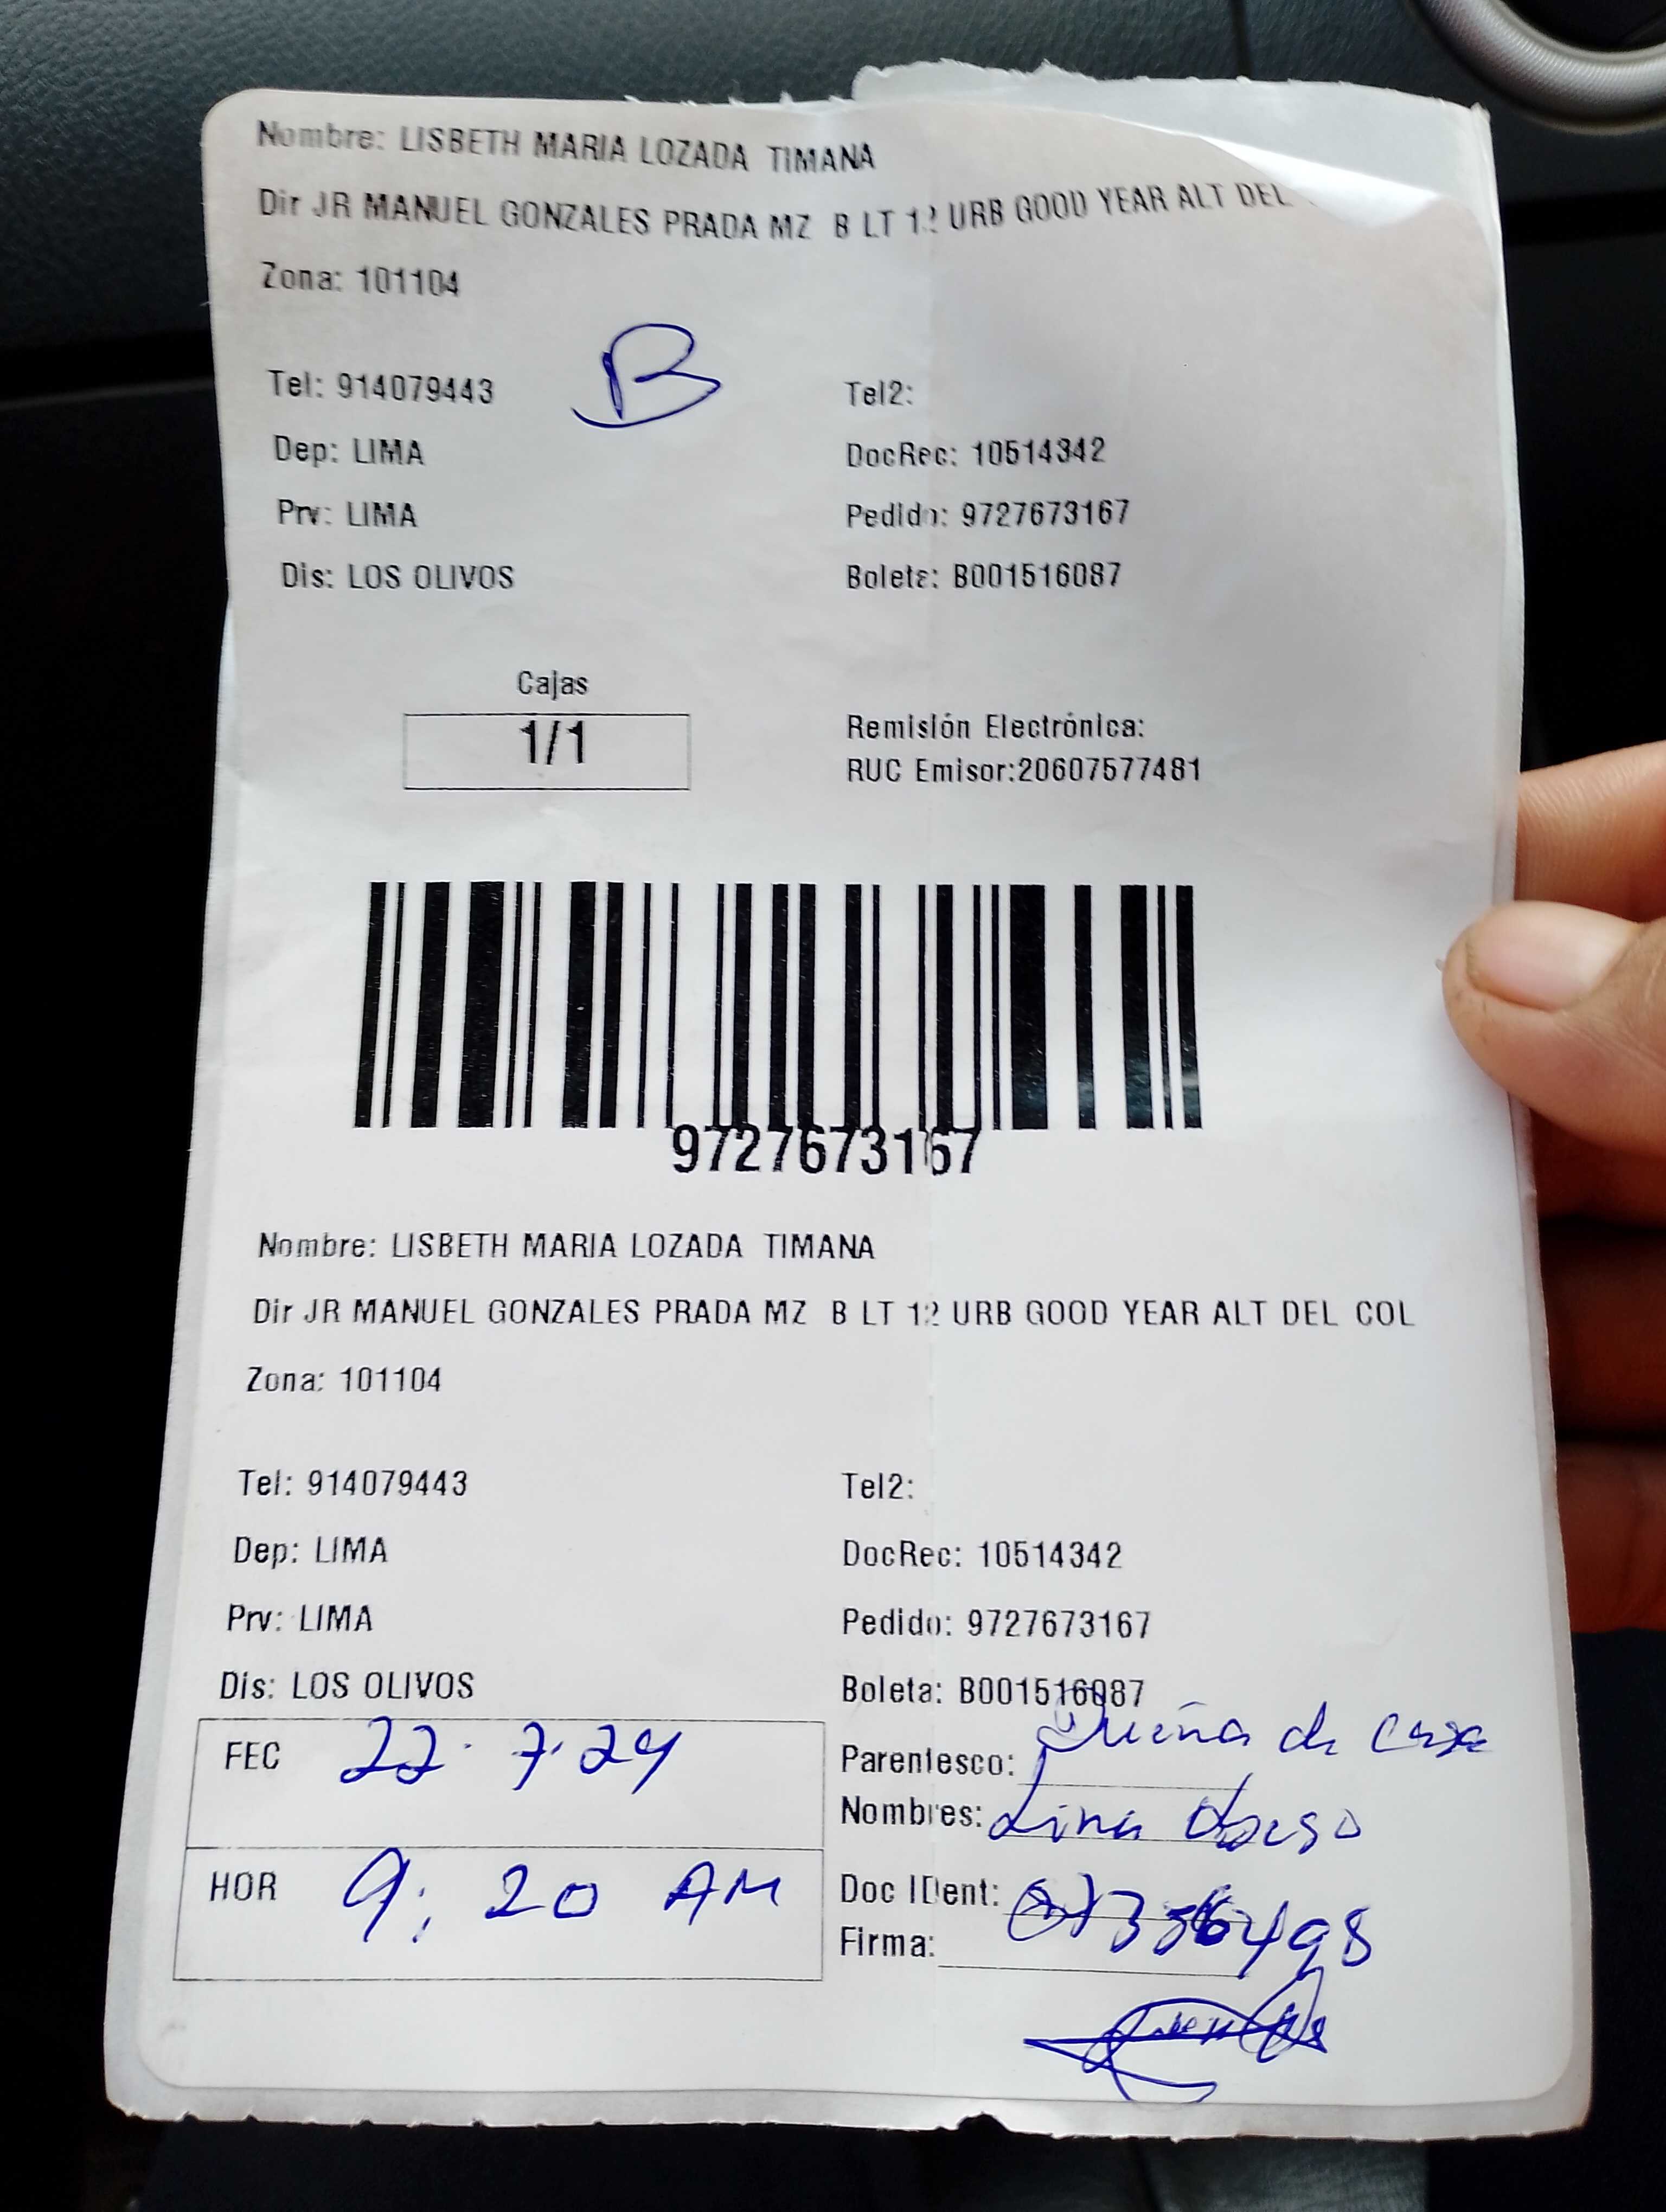 Nombre: LISBETH MARIA LOZADA TIMANA
Dir JR MANUEL GONZALES PRADA MZ B LT 12 URB GOOD YEAR ALT DEL
Zona: 101104
B
Tel: 914079443 Tel2:
Dep: LIMA DocRec: 10514342
Prv: LIMA Pedido: 9727673167
Dis: LOS OLIVOS Boleta: B001516087
Cajas
1/1
Remisión Electrónica:
RUC Emisor:20607577481
9727673167
Nombre: LISBETH MARIA LOZADA TIMANA
Dir JR MANUEL GONZALES PRADA MZ B LT 12 URB GOOD YEAR ALT DEL COL
Zona: 101104
Tel: 914079443 Tel2:
Dep: LIMA DocRec: 10514342
Prv: LIMA Pedido: 9727673167
Dis: LOS OLIVOS Boleta: B001516087
FEC 22.7.24 Parentesco: Dueña de casa
Nombres: Lina Obeso
HOR 9:20 AM Doc IDent:
Firma: